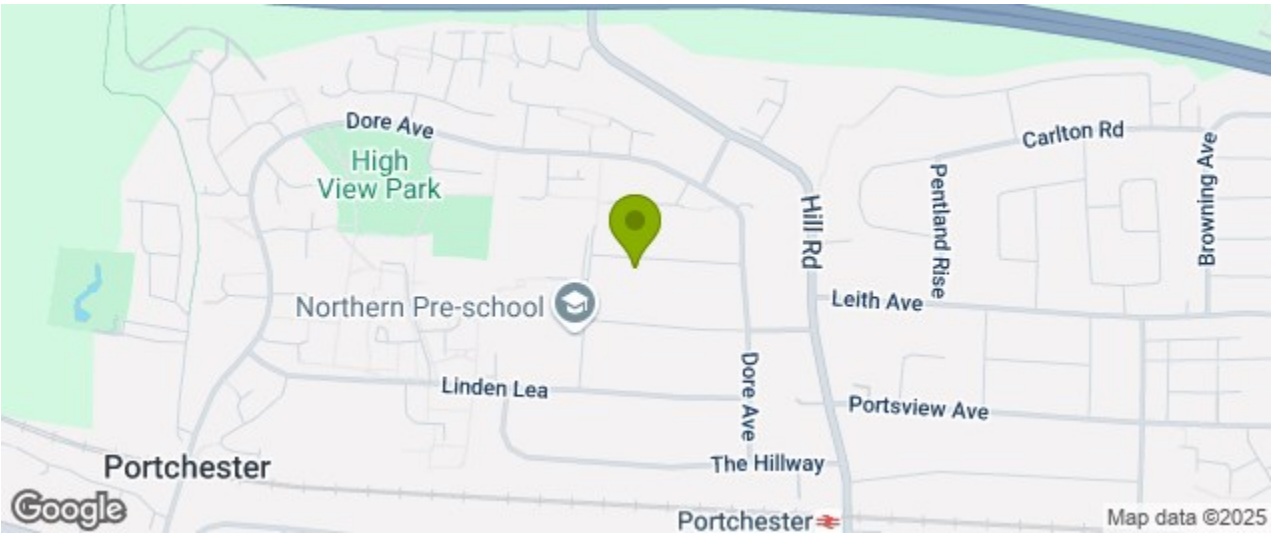 Dore Ave
High
View Park
Carlton Rd
Browning Ave
Pentland Rise
Hill Rd
Northern Pre-school
Leith Ave
Linden Lea
Dore Ave
Portsview Ave
Portchester
The Hillway
Google
Portchester
Map data ©2025